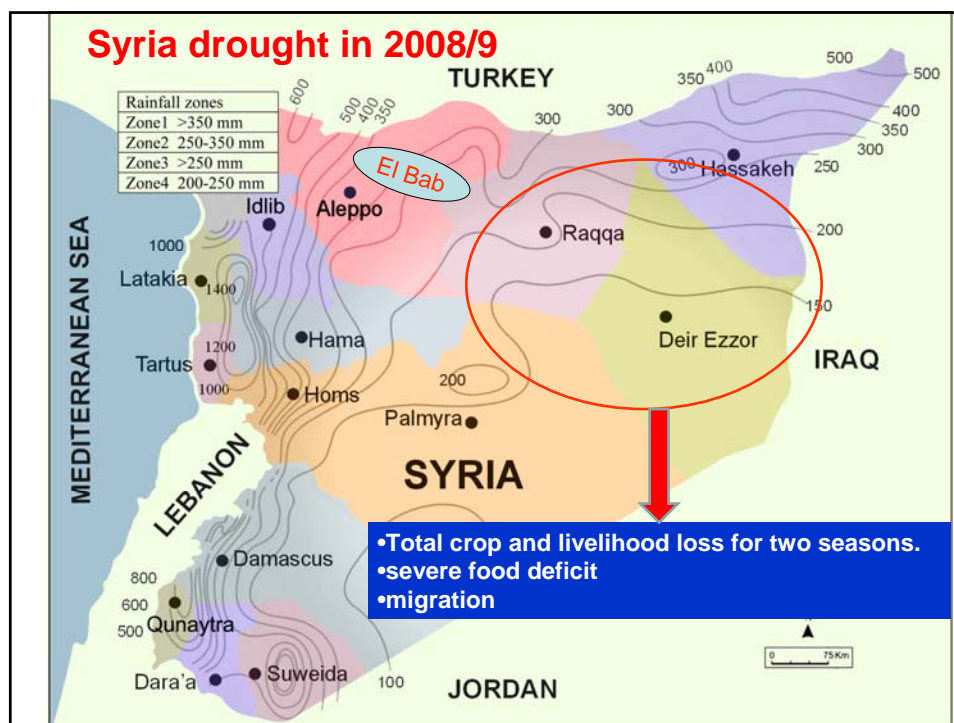 Syria drought in 2008/9
TURKEY
Rainfall zones
Zone1 >350 mm
Zone2 250-350 mm
Zone3 >250 mm
Zone4 200-250 mm
600
500
400
350
300
300
350
400
500
500
400
350
300
250
300
El Bab
Hassakeh
Idlib
Aleppo
Raqqa
200
1000
Latakia
1400
150
MEDITERRANEAN SEA
Hama
Deir Ezzor
1200
Tartus
1000
IRAQ
Homs
200
Palmyra
SYRIA
LEBANON
•Total crop and livelihood loss for two seasons.
•severe food deficit
•migration
Damascus
800
600
500
Qunaytra
Dara'a
Suweida
100
JORDAN
0 75Km